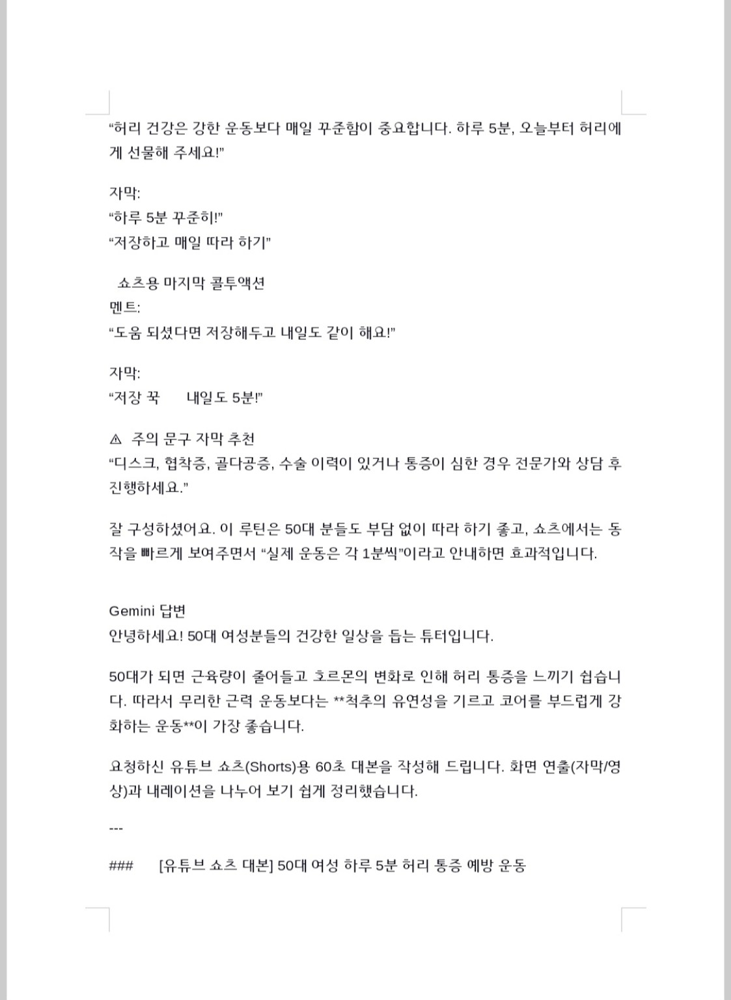 “허리 건강은 강한 운동보다 매일 꾸준함이 중요합니다. 하루 5분, 오늘부터 허리에
게 선물해 주세요!”
자막:
“하루 5분 꾸준히!”
“저장하고 매일 따라 하기”
쇼츠용 마지막 콜투액션
멘트:
“도움 되셨다면 저장해두고 내일도 같이 해요!”
자막:
“저장 꾹 내일도 5분!”
⚠ 주의 문구 자막 추천
“디스크, 협착증, 골다공증, 수술 이력이 있거나 통증이 심한 경우 전문가와 상담 후
진행하세요.”
잘 구성하셨어요. 이 루틴은 50대 분들도 부담 없이 따라 하기 좋고, 쇼츠에서는 동
작을 빠르게 보여주면서 “실제 운동은 각 1분씩”이라고 안내하면 효과적입니다.
Gemini 답변
안녕하세요! 50대 여성분들의 건강한 일상을 돕는 튜터입니다.
50대가 되면 근육량이 줄어들고 호르몬의 변화로 인해 허리 통증을 느끼기 쉽습니
다. 따라서 무리한 근력 운동보다는 **척추의 유연성을 기르고 코어를 부드럽게 강
화하는 운동**이 가장 좋습니다.
요청하신 유튜브 쇼츠(Shorts)용 60초 대본을 작성해 드립니다. 화면 연출(자막/영
상)과 내레이션을 나누어 보기 쉽게 정리했습니다.
---
### [유튜브 쇼츠 대본] 50대 여성 하루 5분 허리 통증 예방 운동